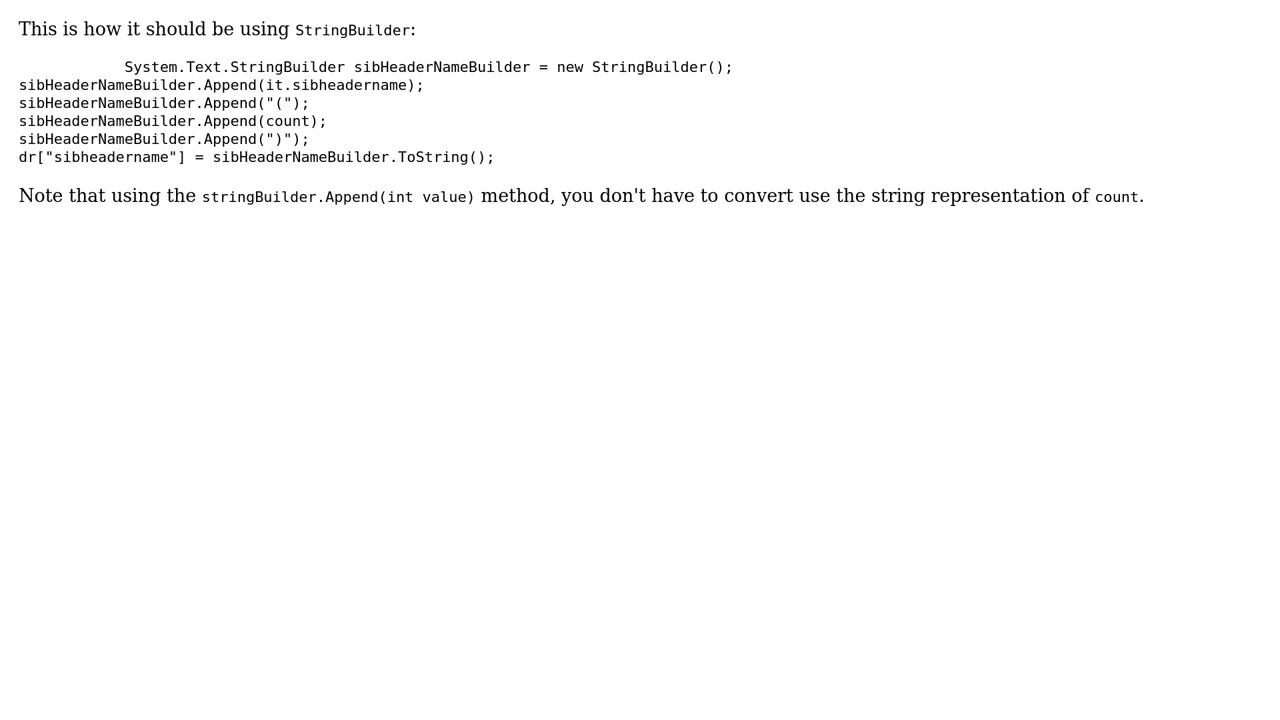 This is how it should be using StringBuilder:
System.Text.StringBuilder sibHeaderNameBuilder = new StringBuilder();
sibHeaderNameBuilder.Append(it.sibheadername);
sibHeaderNameBuilder.Append("(");
sibHeaderNameBuilder.Append(count);
sibHeaderNameBuilder.Append(")");
dr["sibheadername"] = sibHeaderNameBuilder.ToString();
Note that using the stringBuilder.Append(int value) method, you don't have to convert use the string representation of count.